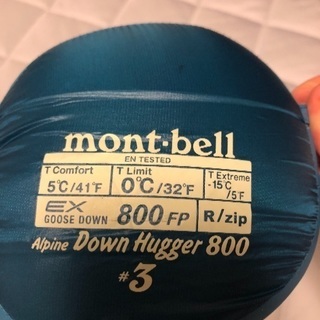 mont-bell
EN TESTED
T Comfort T Limit T Extreme
5℃/41℉ 0℃/32℉ -15℃/5℉
EX GOOSE DOWN 800 FP R/zip
Alpine Down Hugger 800
#3